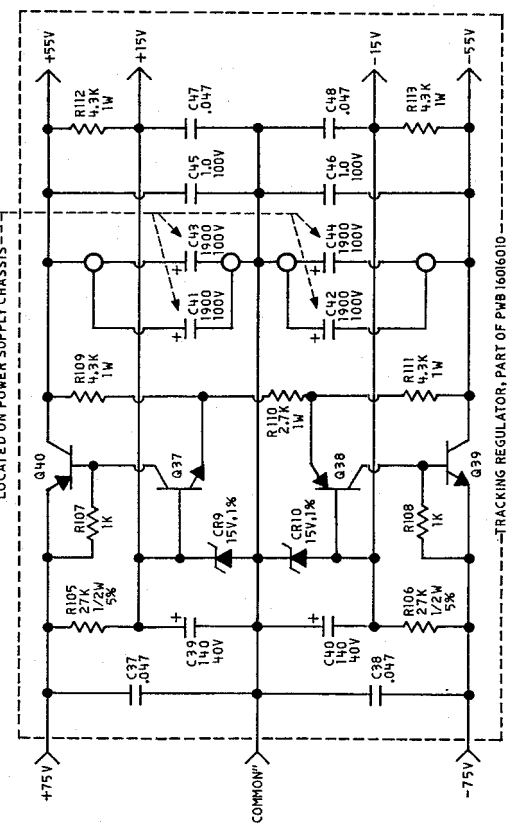 LOCATED ON POWER SUPPLY CHASSIS
+75V
COMMON"
-75V
C37
.047
C38
.047
R105
27K
1/2W
5%
C39
140
40V
+
C40
140
40V
+
R106
27K
1/2W
5%
R107
1K
CR9
15V,1%
CR10
15V,1%
R108
1K
Q40
Q37
Q38
Q39
R109
4.3K
1W
R110
2.7K
1W
R111
4.3K
1W
C41
1900
100V
+
C42
1900
100V
+
C43
1900
100V
+
C44
1900
100V
+
C45
1.0
100V
C46
1.0
100V
R112
4.3K
1W
C47
.047
C48
.047
R113
4.3K
1W
+55V
+15V
-15V
-55V
TRACKING REGULATOR, PART OF PWB 16016010